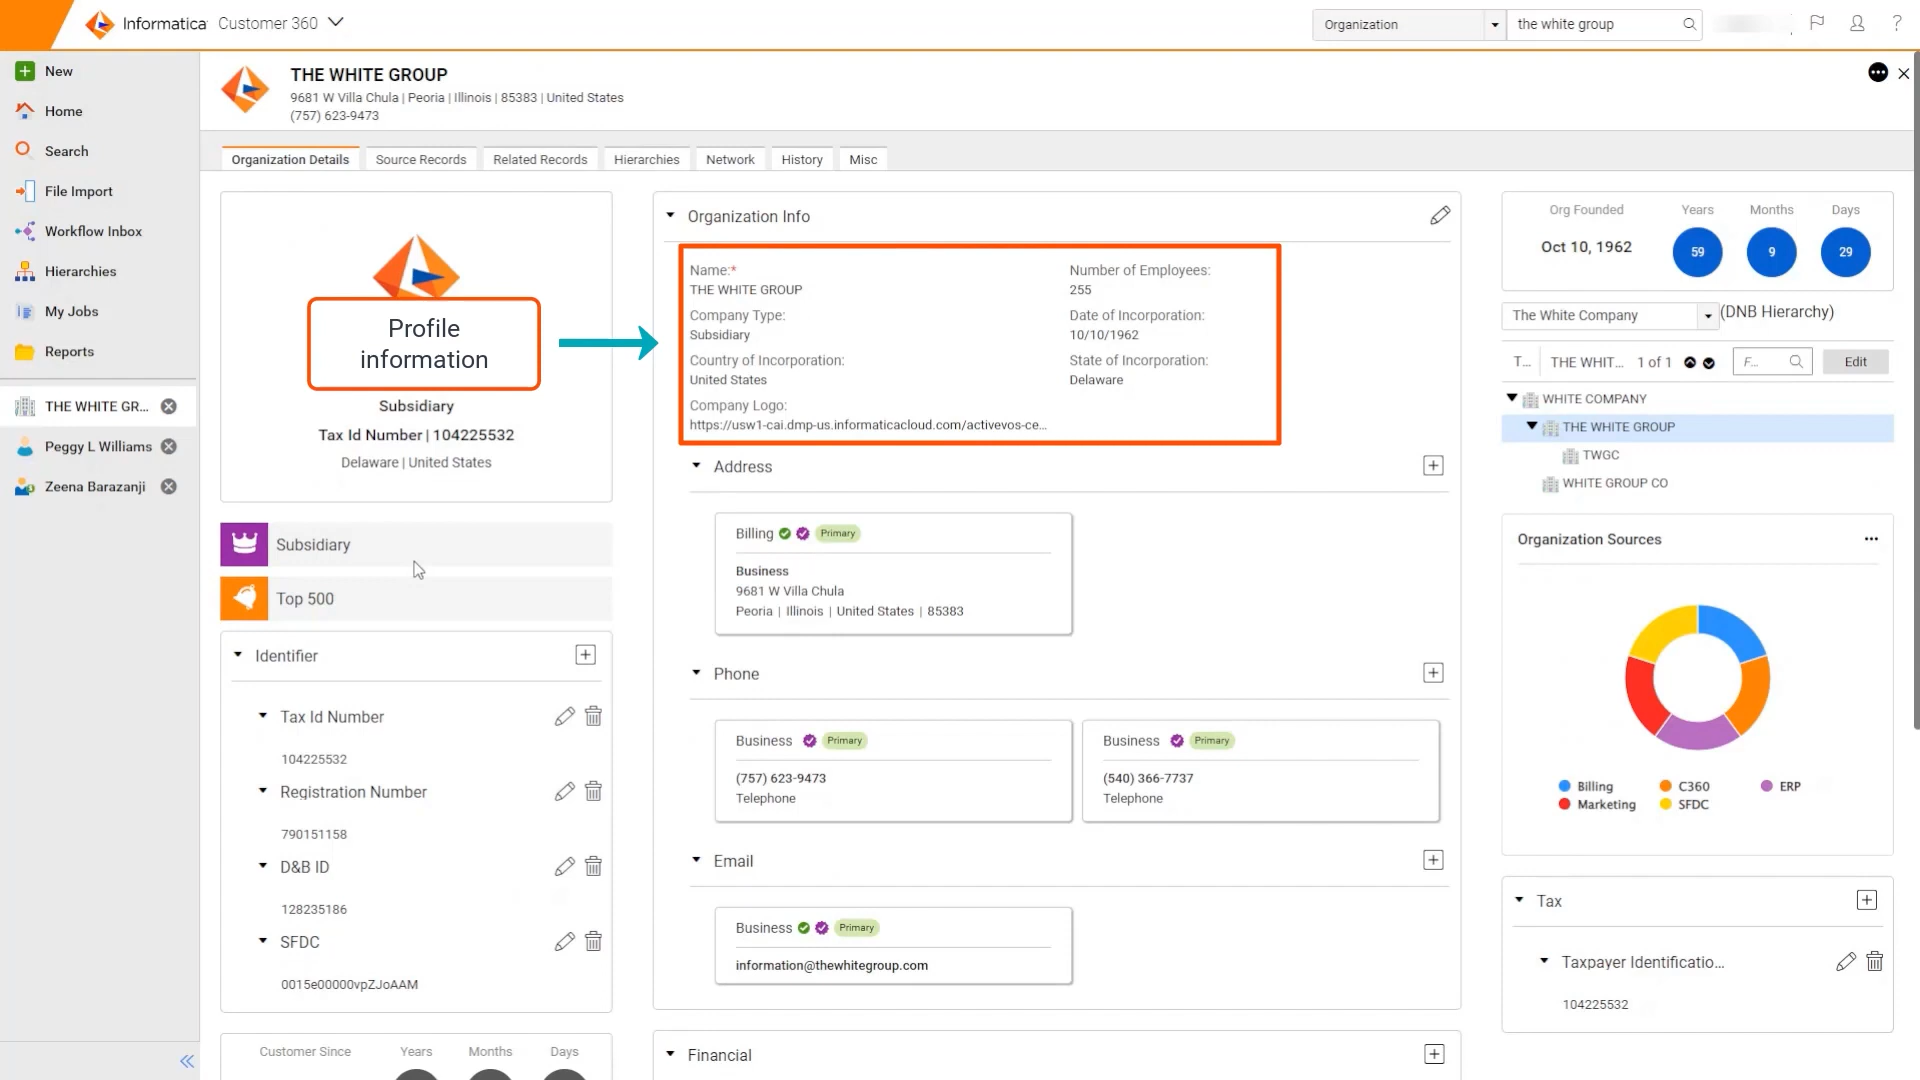 Informatica Customer 360
Organization
the white group
?
New
Home
Search
File Import
Workflow Inbox
Hierarchies
My Jobs
Reports
THE WHITE GR...
Peggy L Williams
Zeena Barazanji
THE WHITE GROUP
9681 W Villa Chula | Peoria | Illinois | 85383 | United States
(757) 623-9473
Organization Details Source Records Related Records Hierarchies Network History Misc
Profile
information
Subsidiary
Tax Id Number | 104225532
Delaware | United States
Subsidiary
Top 500
Identifier
Tax Id Number
104225532
Registration Number
790151158
D&B ID
128235186
SFDC
0015e00000vpZJoAAM
Customer Since Years Months Days
Organization Info
Name:* Number of Employees:
THE WHITE GROUP 255
Company Type: Date of Incorporation:
Subsidiary 10/10/1962
Country of Incorporation: State of Incorporation:
United States Delaware
Company Logo:
https://usw1-cai.dmp-us.informaticacloud.com/activevos-ce...
Address
Billing Primary
Business
9681 W Villa Chula
Peoria | Illinois | United States | 85383
Phone
Business Primary
(757) 623-9473
Telephone
Business Primary
(540) 366-7737
Telephone
Email
Business Primary
information@thewhitegroup.com
Financial
Org Founded Years Months Days
Oct 10, 1962 59 9 29
The White Company (DNB Hierarchy)
T... THE WHIT... 1 of 1 F... Edit
WHITE COMPANY
THE WHITE GROUP
TWGC
WHITE GROUP CO
Organization Sources
Billing C360 ERP
Marketing SFDC
Tax
Taxpayer Identificatio...
104225532